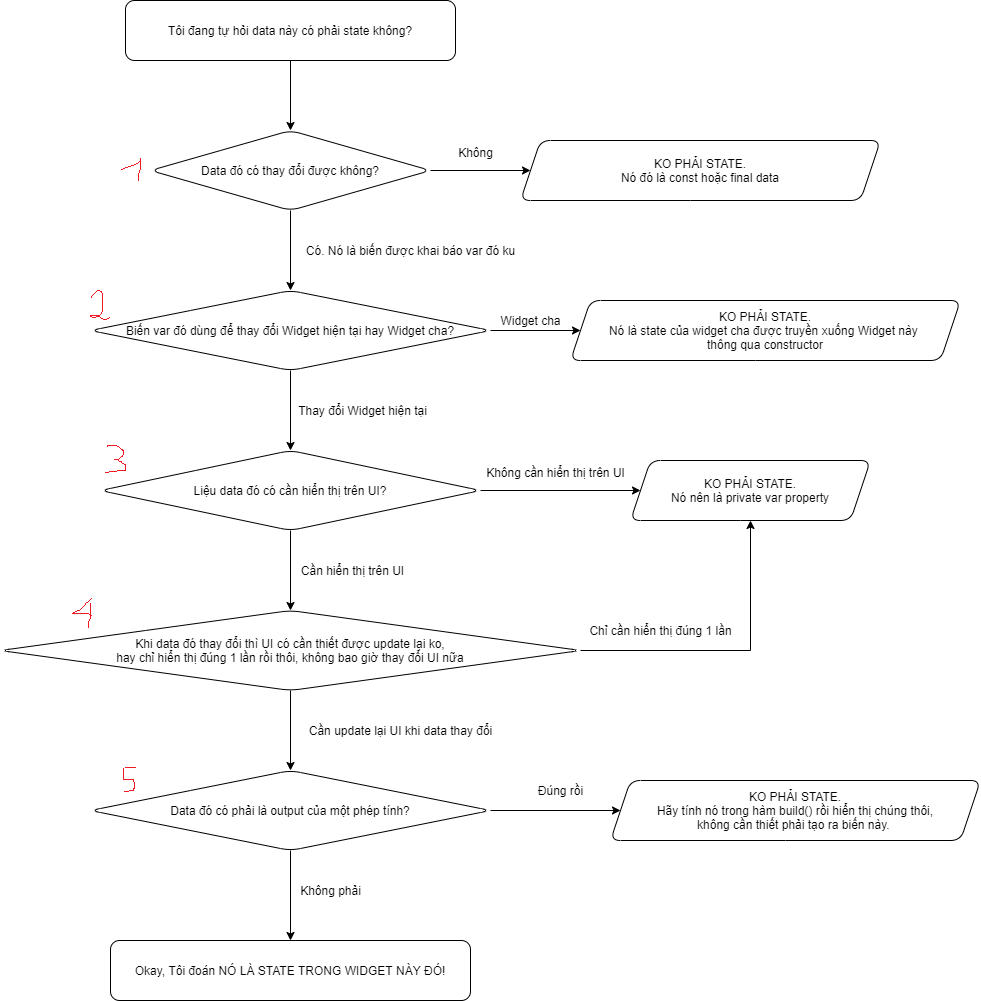 Tôi đang tự hỏi data này có phải state không?
1
Data đó có thay đổi được không?
Không
KO PHẢI STATE.
Nó đó là const hoặc final data
Có. Nó là biến được khai báo var đó ku
2
Biến var đó dùng để thay đổi Widget hiện tại hay Widget cha?
Widget cha
KO PHẢI STATE.
Nó là state của widget cha được truyền xuống Widget này
thông qua constructor
Thay đổi Widget hiện tại
3
Liệu data đó có cần hiển thị trên UI?
Không cần hiển thị trên UI
KO PHẢI STATE.
Nó nên là private var property
Cần hiển thị trên UI
4
Khi data đó thay đổi thì UI có cần thiết được update lại ko,
hay chỉ hiển thị đúng 1 lần rồi thôi, không bao giờ thay đổi UI nữa
Chỉ cần hiển thị đúng 1 lần
Cần update lại UI khi data thay đổi
5
Data đó có phải là output của một phép tính?
Đúng rồi
KO PHẢI STATE.
Hãy tính nó trong hàm build() rồi hiển thị chúng thôi,
không cần thiết phải tạo ra biến này.
Không phải
Okay, Tôi đoán NÓ LÀ STATE TRONG WIDGET NÀY ĐÓ!